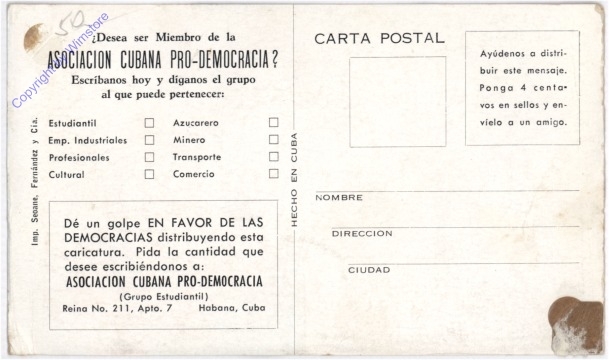 50.
Copyright Wimstore
¿Desea ser Miembro de la
ASOCIACION CUBANA PRO-DEMOCRACIA?
Escríbanos hoy y díganos el grupo
al que puede pertenecer:
Estudiantil
Emp. Industriales
Profesionales
Cultural
Azucarero
Minero
Transporte
Comercio
Imp. Seoane, Fernández y Cía.
Dé un golpe EN FAVOR DE LAS
DEMOCRACIAS distribuyendo esta
caricatura. Pida la cantidad que
desee escribiéndonos a:
ASOCIACION CUBANA PRO-DEMOCRACIA
(Grupo Estudiantil)
Reina No. 211, Apto. 7 Habana, Cuba
HECHO EN CUBA
CARTA POSTAL
Ayúdenos a distri-
buir este mensaje.
Ponga 4 centa-
vos en sellos y en-
víelo a un amigo.
NOMBRE
DIRECCION
CIUDAD